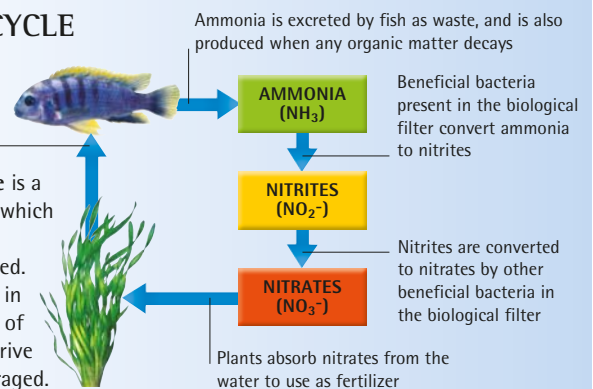 CYCLE
Ammonia is excreted by fish as waste, and is also
produced when any organic matter decays
AMMONIA
(NH₃)
Beneficial bacteria
present in the biological
filter convert ammonia
to nitrites
is a
which
NITRITES
(NO₂-)
ed.
in
of
rive
raged.
NITRATES
(NO₃-)
Nitrites are converted
to nitrates by other
beneficial bacteria in
the biological filter
Plants absorb nitrates from the
water to use as fertilizer